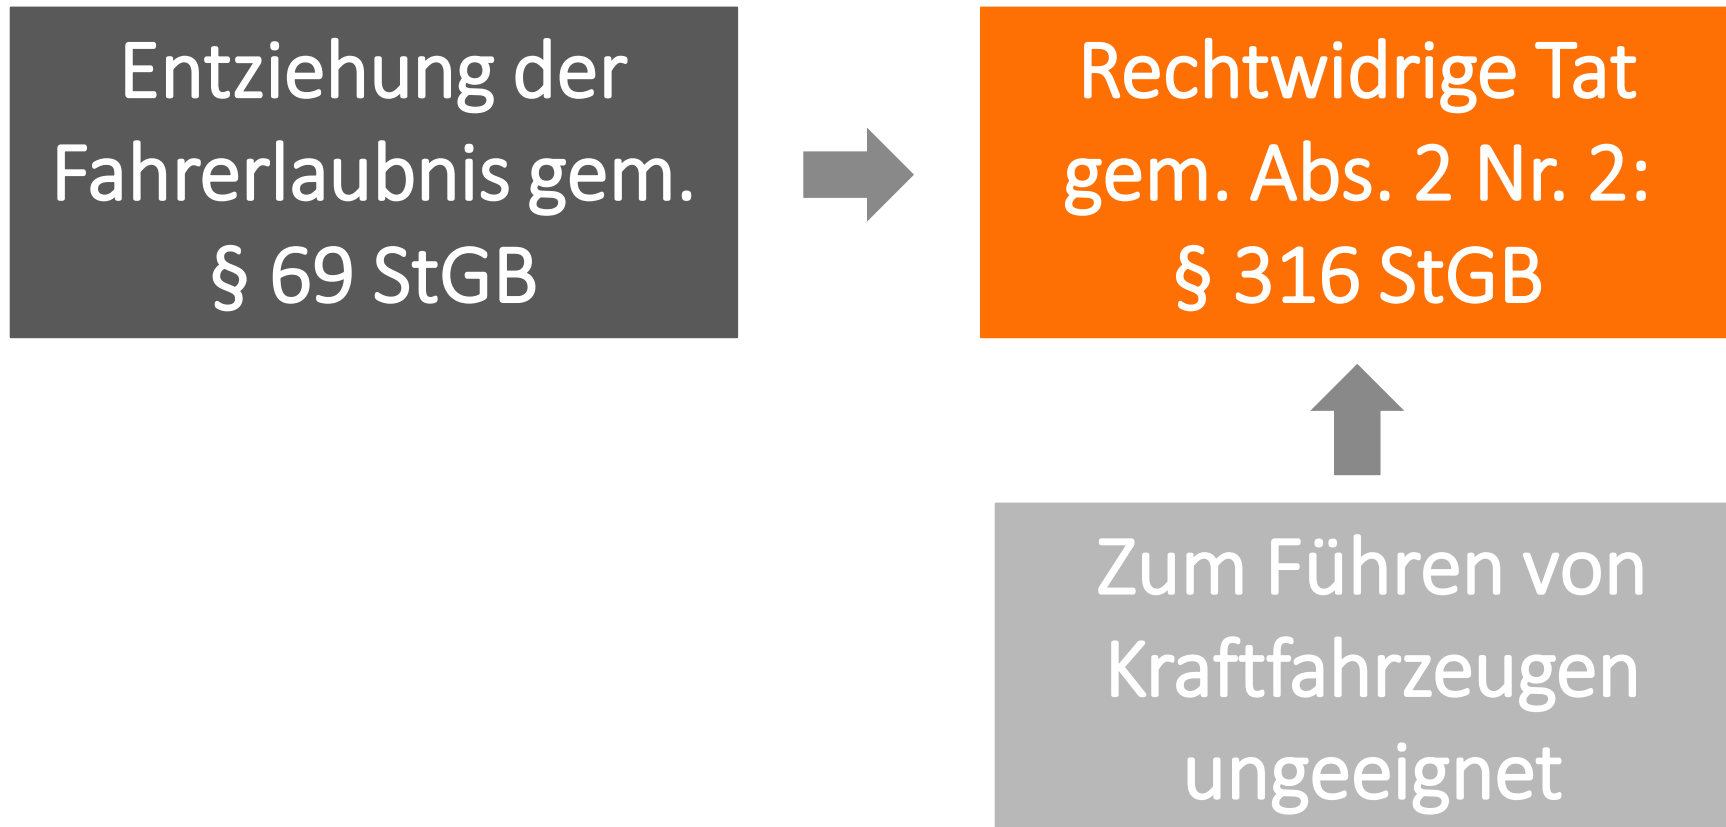 Entziehung der
Fahrerlaubnis gem.
§ 69 StGB
Rechtwidrige Tat
gem. Abs. 2 Nr. 2:
§ 316 StGB
Zum Führen von
Kraftfahrzeugen
ungeeignet